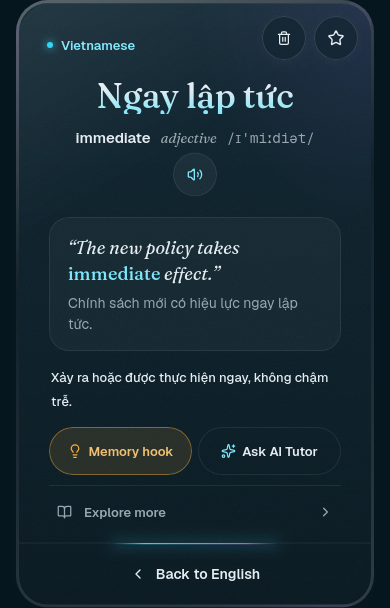 Vietnamese
Ngay lập tức
immediate adjective /ɪˈmiːdiət/
“The new policy takes
immediate effect.”
Chính sách mới có hiệu lực ngay lập
tức.
Xảy ra hoặc được thực hiện ngay, không chậm
trễ.
Memory hook
Ask AI Tutor
Explore more
Back to English